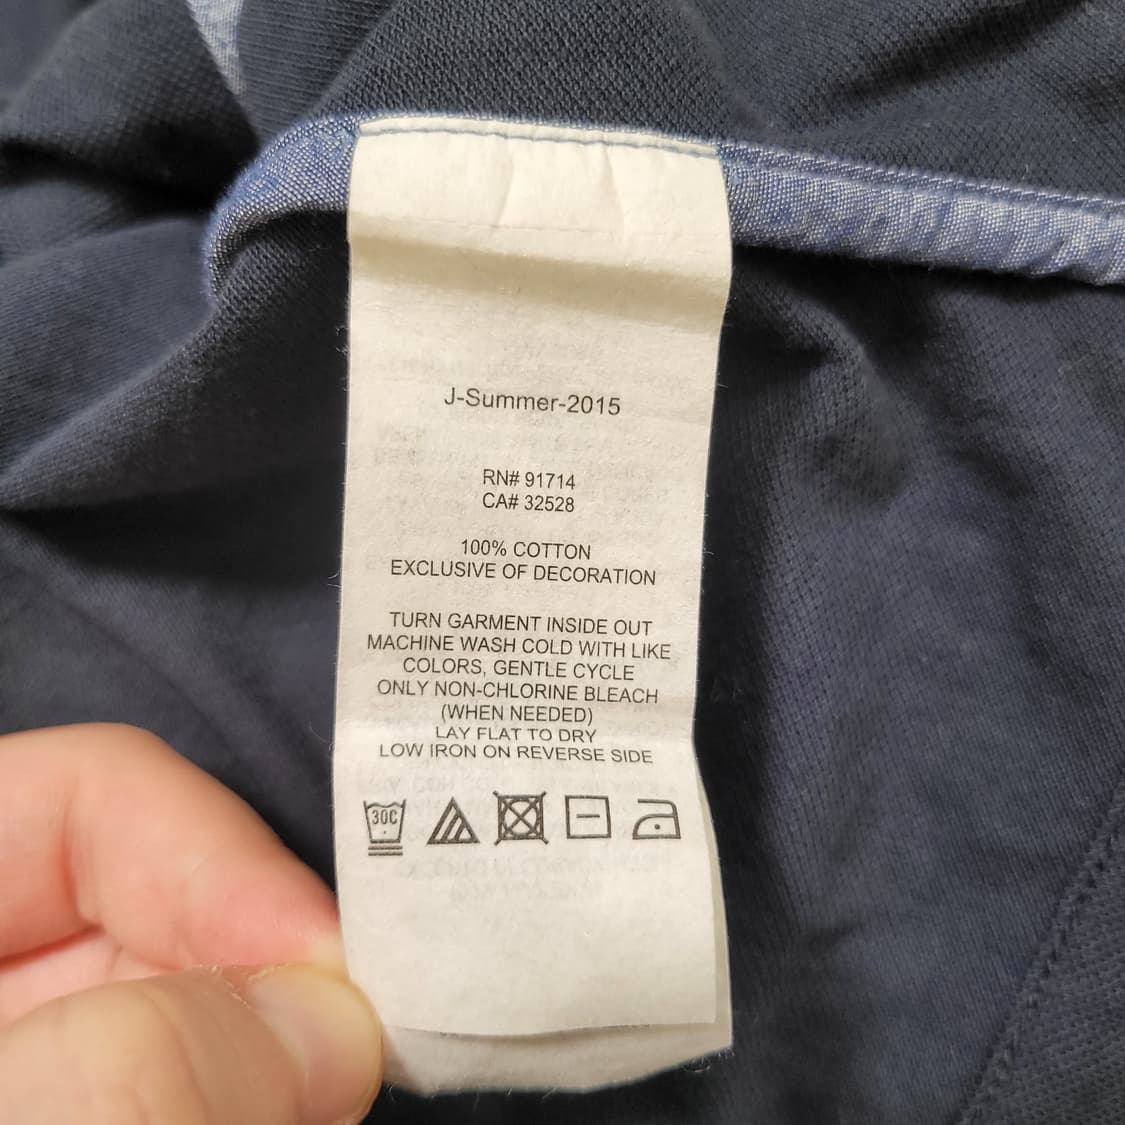 J-Summer-2015
RN# 91714
CA# 32528
100% COTTON
EXCLUSIVE OF DECORATION
TURN GARMENT INSIDE OUT
MACHINE WASH COLD WITH LIKE
COLORS, GENTLE CYCLE
ONLY NON-CHLORINE BLEACH
(WHEN NEEDED)
LAY FLAT TO DRY
LOW IRON ON REVERSE SIDE
30C